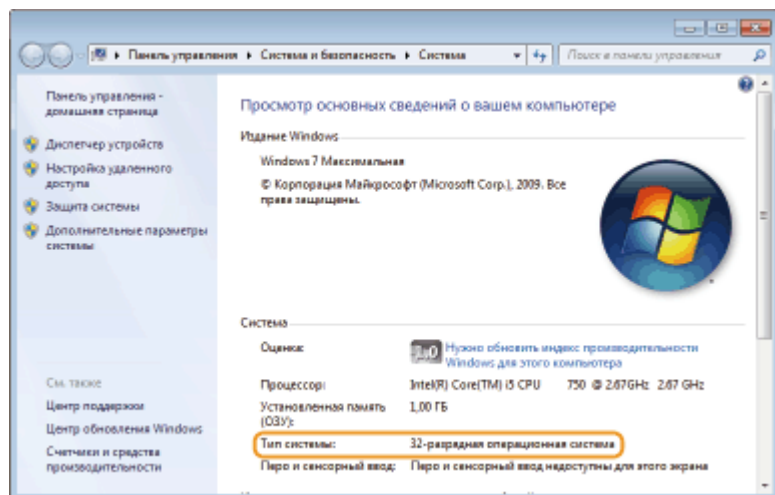 Панель управления ▸ Система и безопасность ▸ Система
Поиск в панели управления
Панель управления -
домашняя страница
Диспетчер устройств
Настройка удаленного
доступа
Защита системы
Дополнительные параметры
системы
См. также
Центр поддержки
Центр обновления Windows
Счетчики и средства
производительности
Просмотр основных сведений о вашем компьютере
Издание Windows
Windows 7 Максимальная
© Корпорация Майкрософт (Microsoft Corp.), 2009. Все
права защищены.
Система
Оценка:
1,0
Нужно обновить индекс производительности
Windows для этого компьютера
Процессор: Intel(R) Core(TM) i5 CPU 750 @ 2.67GHz 2.67 GHz
Установленная память 1,00 ГБ
(ОЗУ):
Тип системы: 32-разрядная операционная система
Перо и сенсорный ввод: Перо и сенсорный ввод недоступны для этого экрана